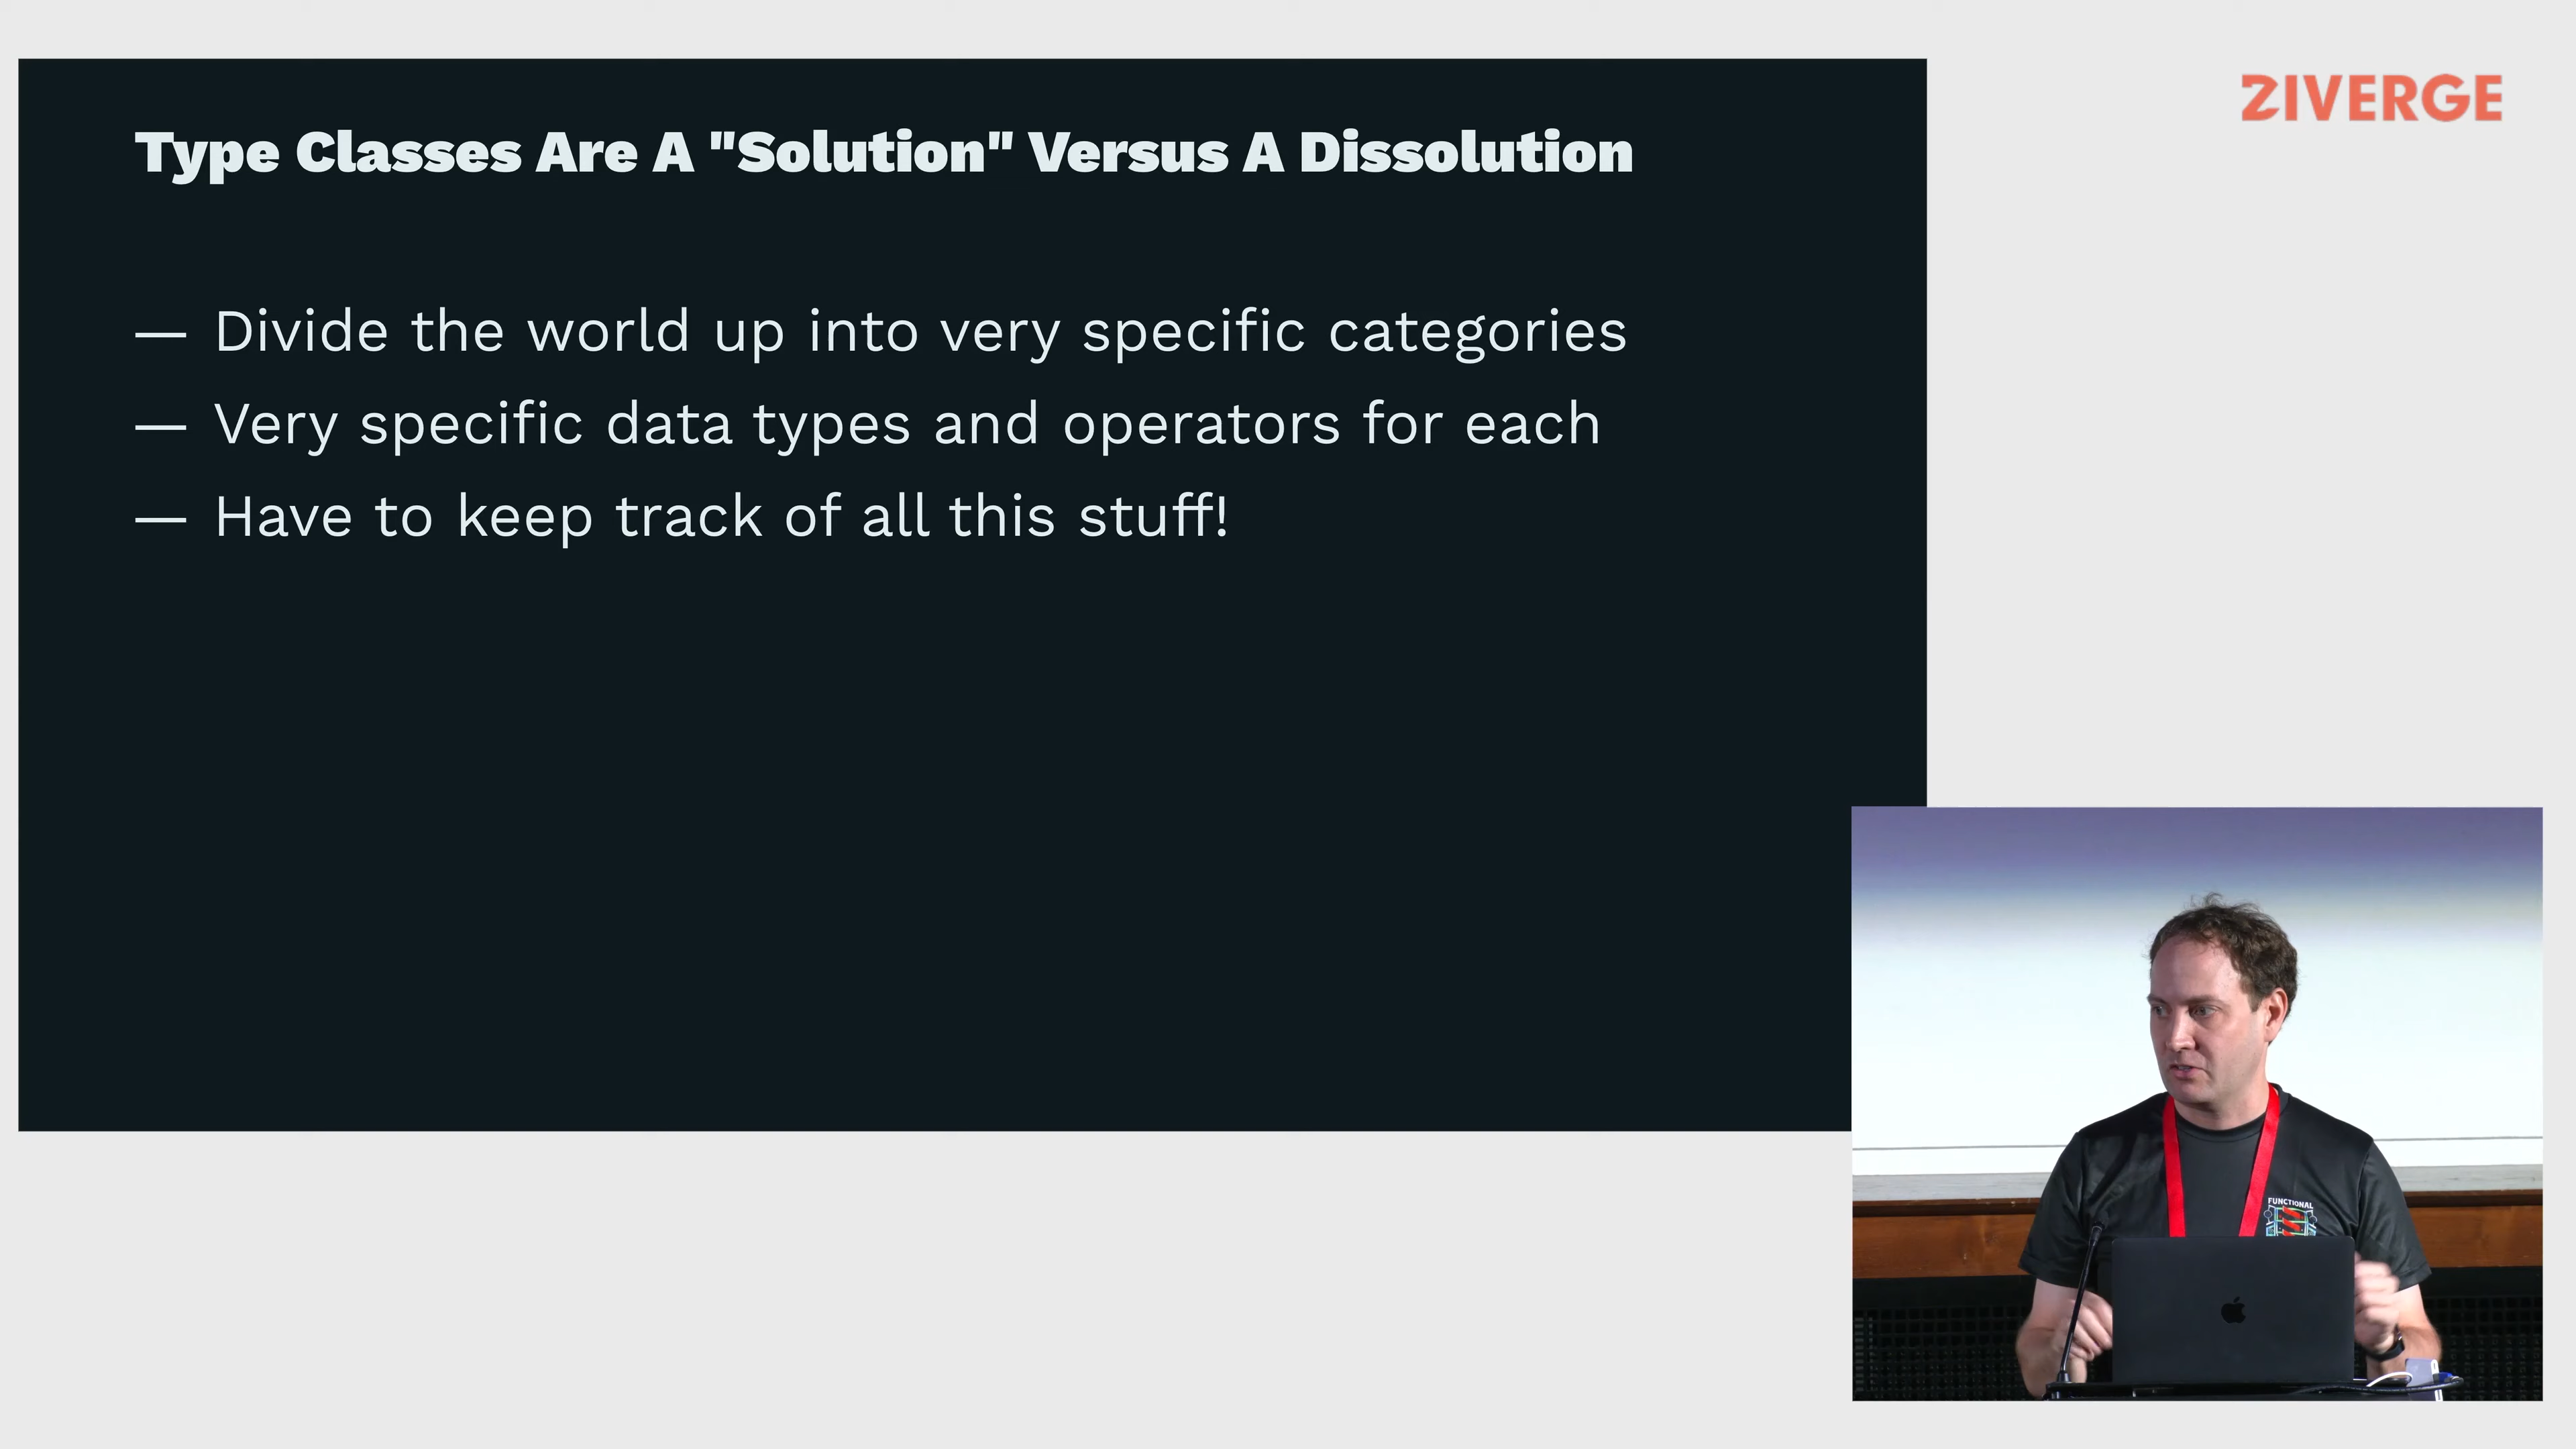 ZIVERGE
Type Classes Are A "Solution" Versus A Dissolution
— Divide the world up into very specific categories
— Very specific data types and operators for each
— Have to keep track of all this stuff!
FUNCTIONAL